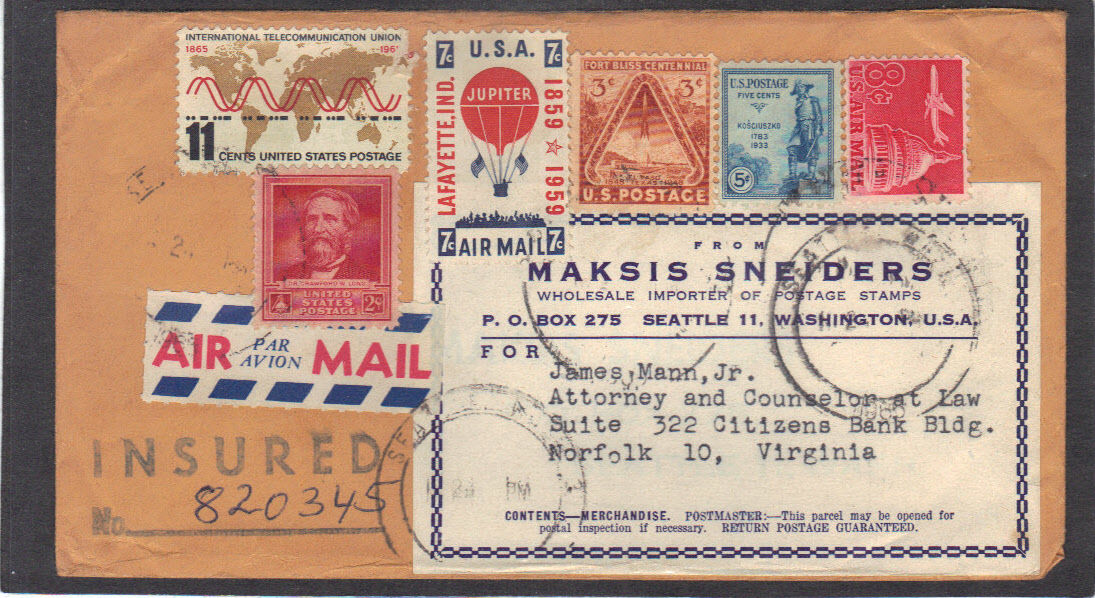 INTERNATIONAL TELECOMMUNICATION UNION
1865 196
11 CENTS UNITED STATES POSTAGE
7c U.S.A. 7c
LAFAYETTE, IND.
JUPITER
1859 ☆ 1959
7c AIR MAIL 7c
FORT BLISS CENTENNIAL
3c 3c
U.S. POSTAGE
U.S. POSTAGE
FIVE CENTS
KOSCIUSZKO
1783
1933
5c
8c
US AIR MAIL
DR. CRAWFORD W. LONG
UNITED
STATES
POSTAGE 2c
AIR PAR AVION MAIL
INSURED
No. 820345
FROM
MAKSIS SNEIDERS
WHOLESALE IMPORTER OF POSTAGE STAMPS
P. O. BOX 275 SEATTLE 11, WASHINGTON, U.S.A.
FOR
James Mann, Jr.
Attorney and Counselor at Law
Suite 322 Citizens Bank Bldg.
Norfolk 10, Virginia
CONTENTS—MERCHANDISE. POSTMASTER:—This parcel may be opened for
postal inspection if necessary. RETURN POSTAGE GUARANTEED.
23 PM